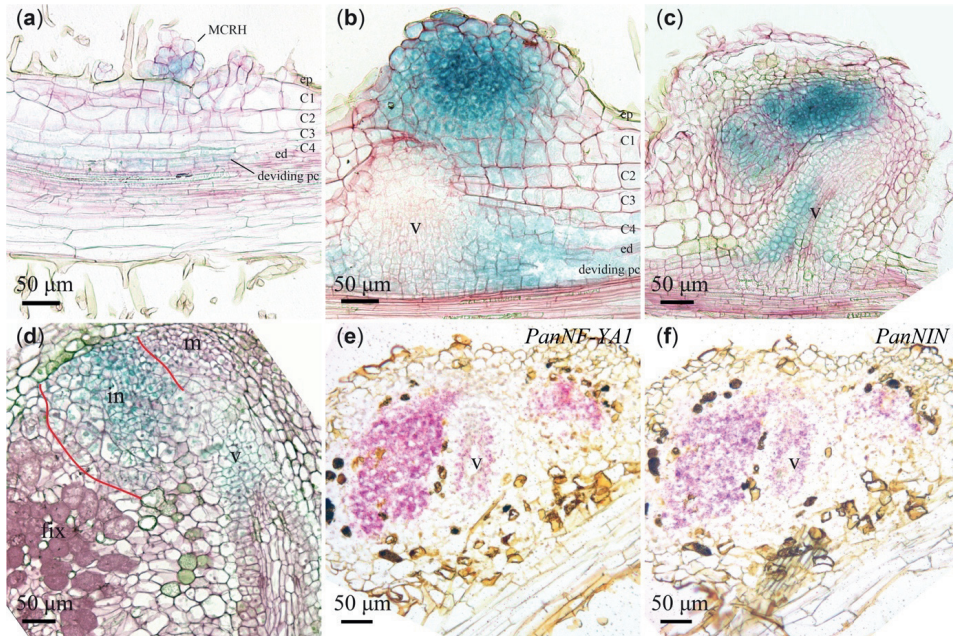 (a)
MCRH
ep
C1
C2
C3
C4
ed
deviding pc
50 μm
(b)
ep
C1
C2
C3
v
C4
ed
deviding pc
50 μm
(c)
v
50 μm
(d)
m
in
v
fix
50 μm
(e)
PanNF-YA1
v
50 μm
(f)
PanNIN
v
50 μm